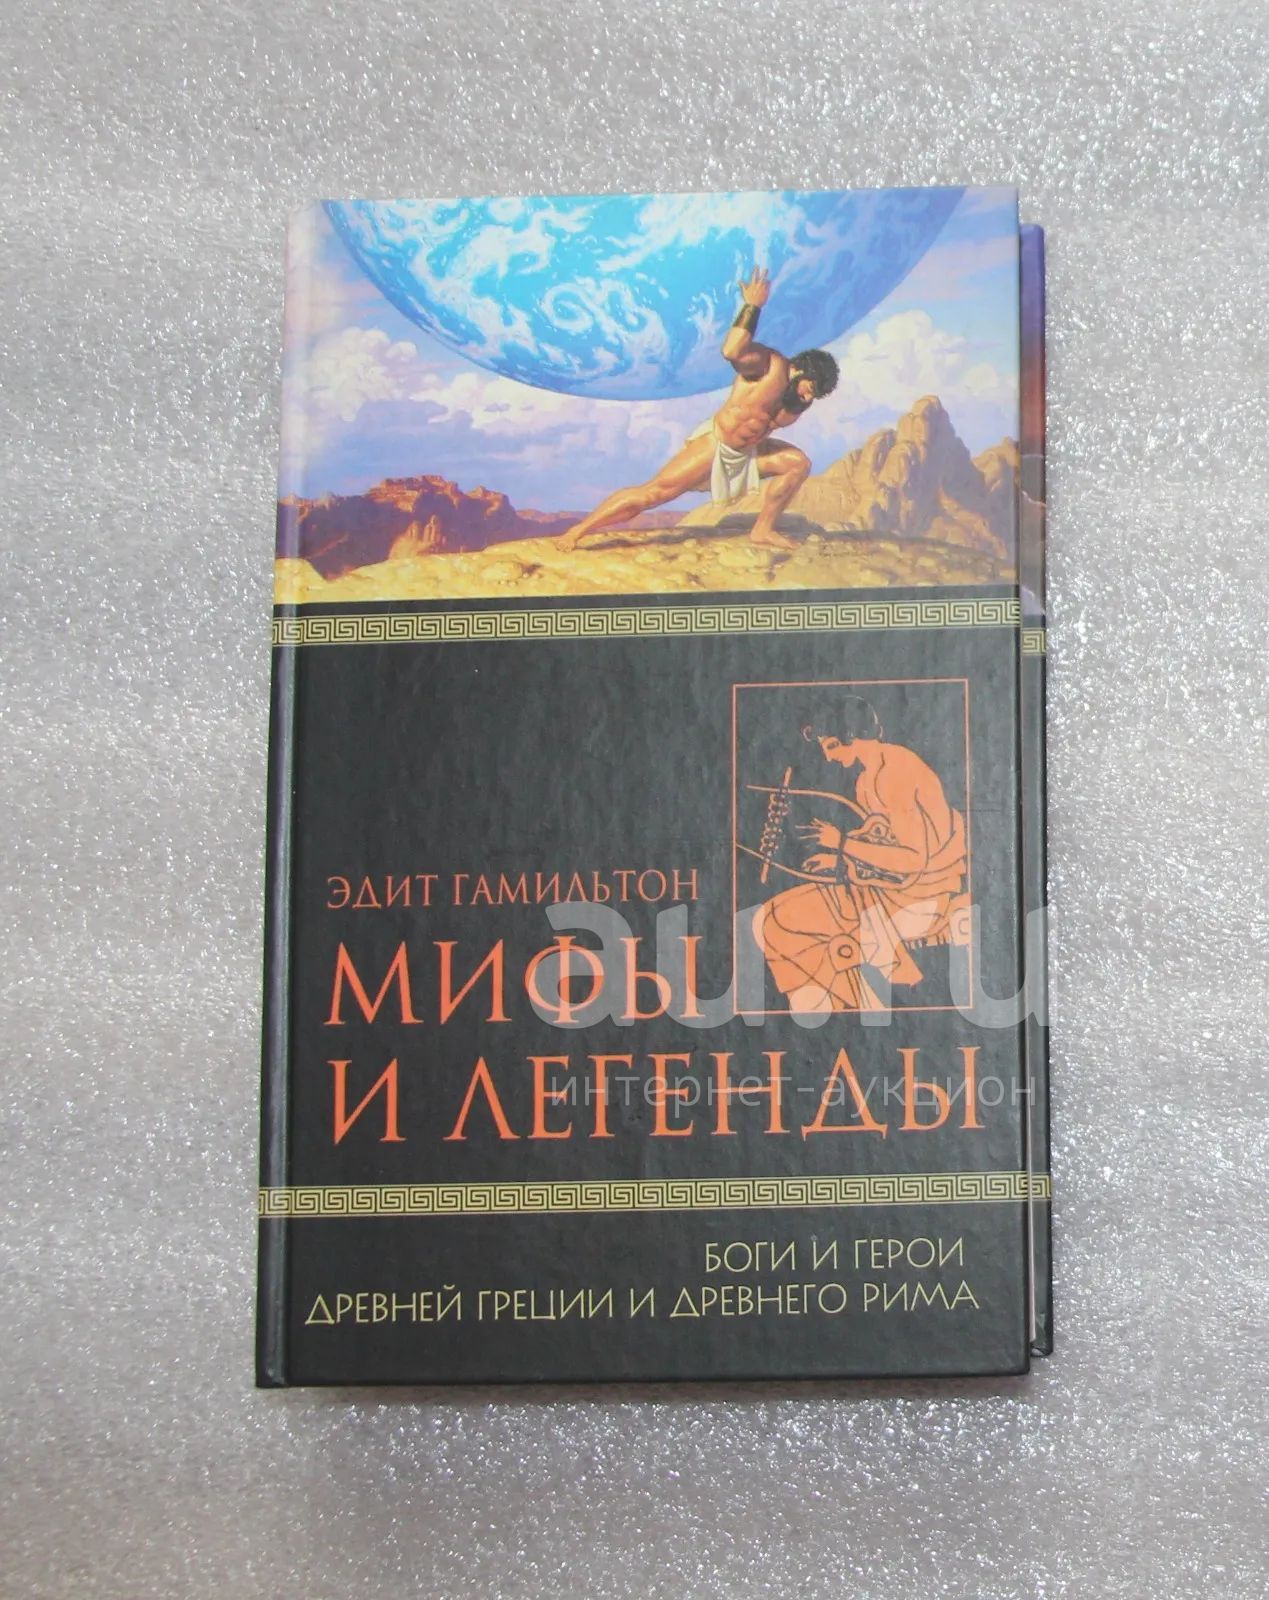 ЭДИТ ГАМИЛЬТОН
МИФЫ
И ЛЕГЕНДЫ
БОГИ И ГЕРОИ
ДРЕВНЕЙ ГРЕЦИИ И ДРЕВНЕГО РИМА
au.ru
интернет-аукцион